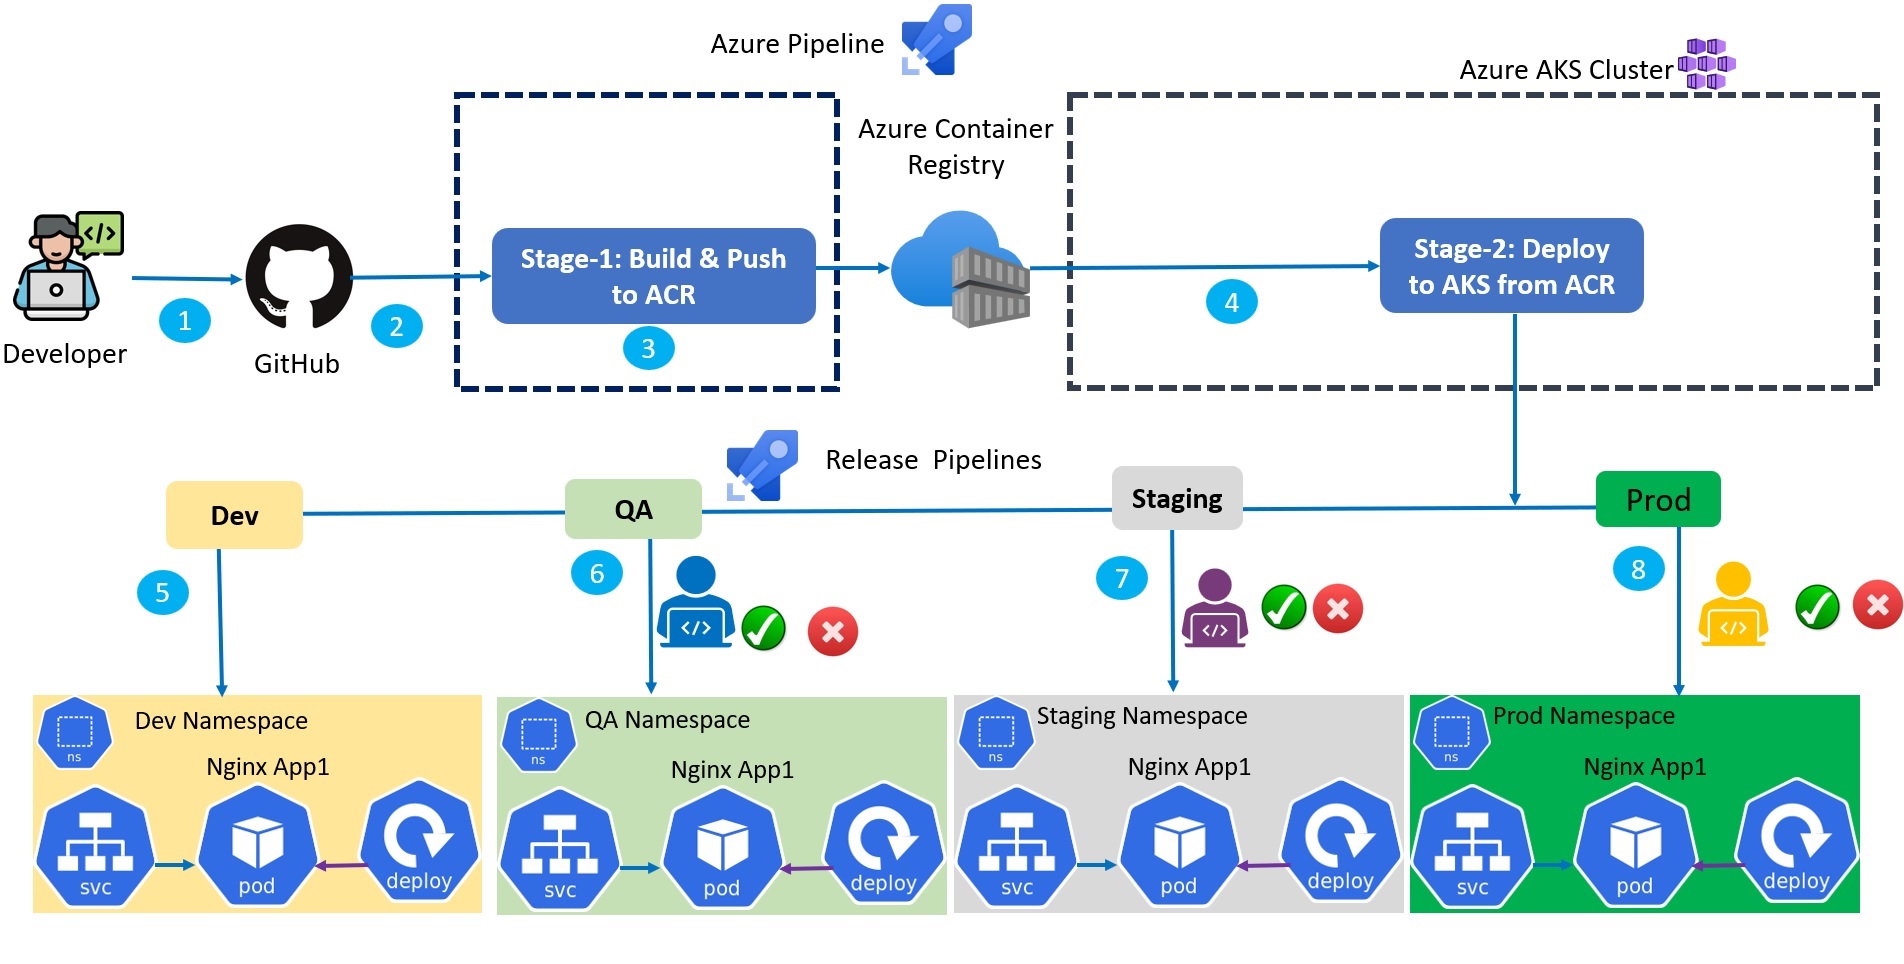 Azure Pipeline
Azure AKS Cluster
Azure Container
Registry
</>
Stage-1: Build & Push
to ACR
Stage-2: Deploy
to AKS from ACR
1
2
3
4
Developer
GitHub
Release Pipelines
Dev
QA
Staging
Prod
5
6
7
8
</>
</>
</>
Dev Namespace
ns
Nginx App1
svc
pod
deploy
QA Namespace
ns
Nginx App1
svc
pod
deploy
Staging Namespace
ns
Nginx App1
svc
pod
deploy
Prod Namespace
ns
Nginx App1
svc
pod
deploy